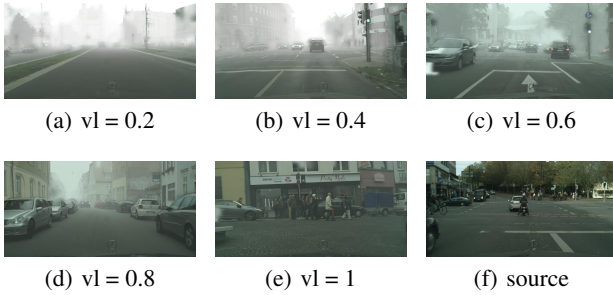 (a) vl = 0.2
(b) vl = 0.4
(c) vl = 0.6
(d) vl = 0.8
(e) vl = 1
(f) source